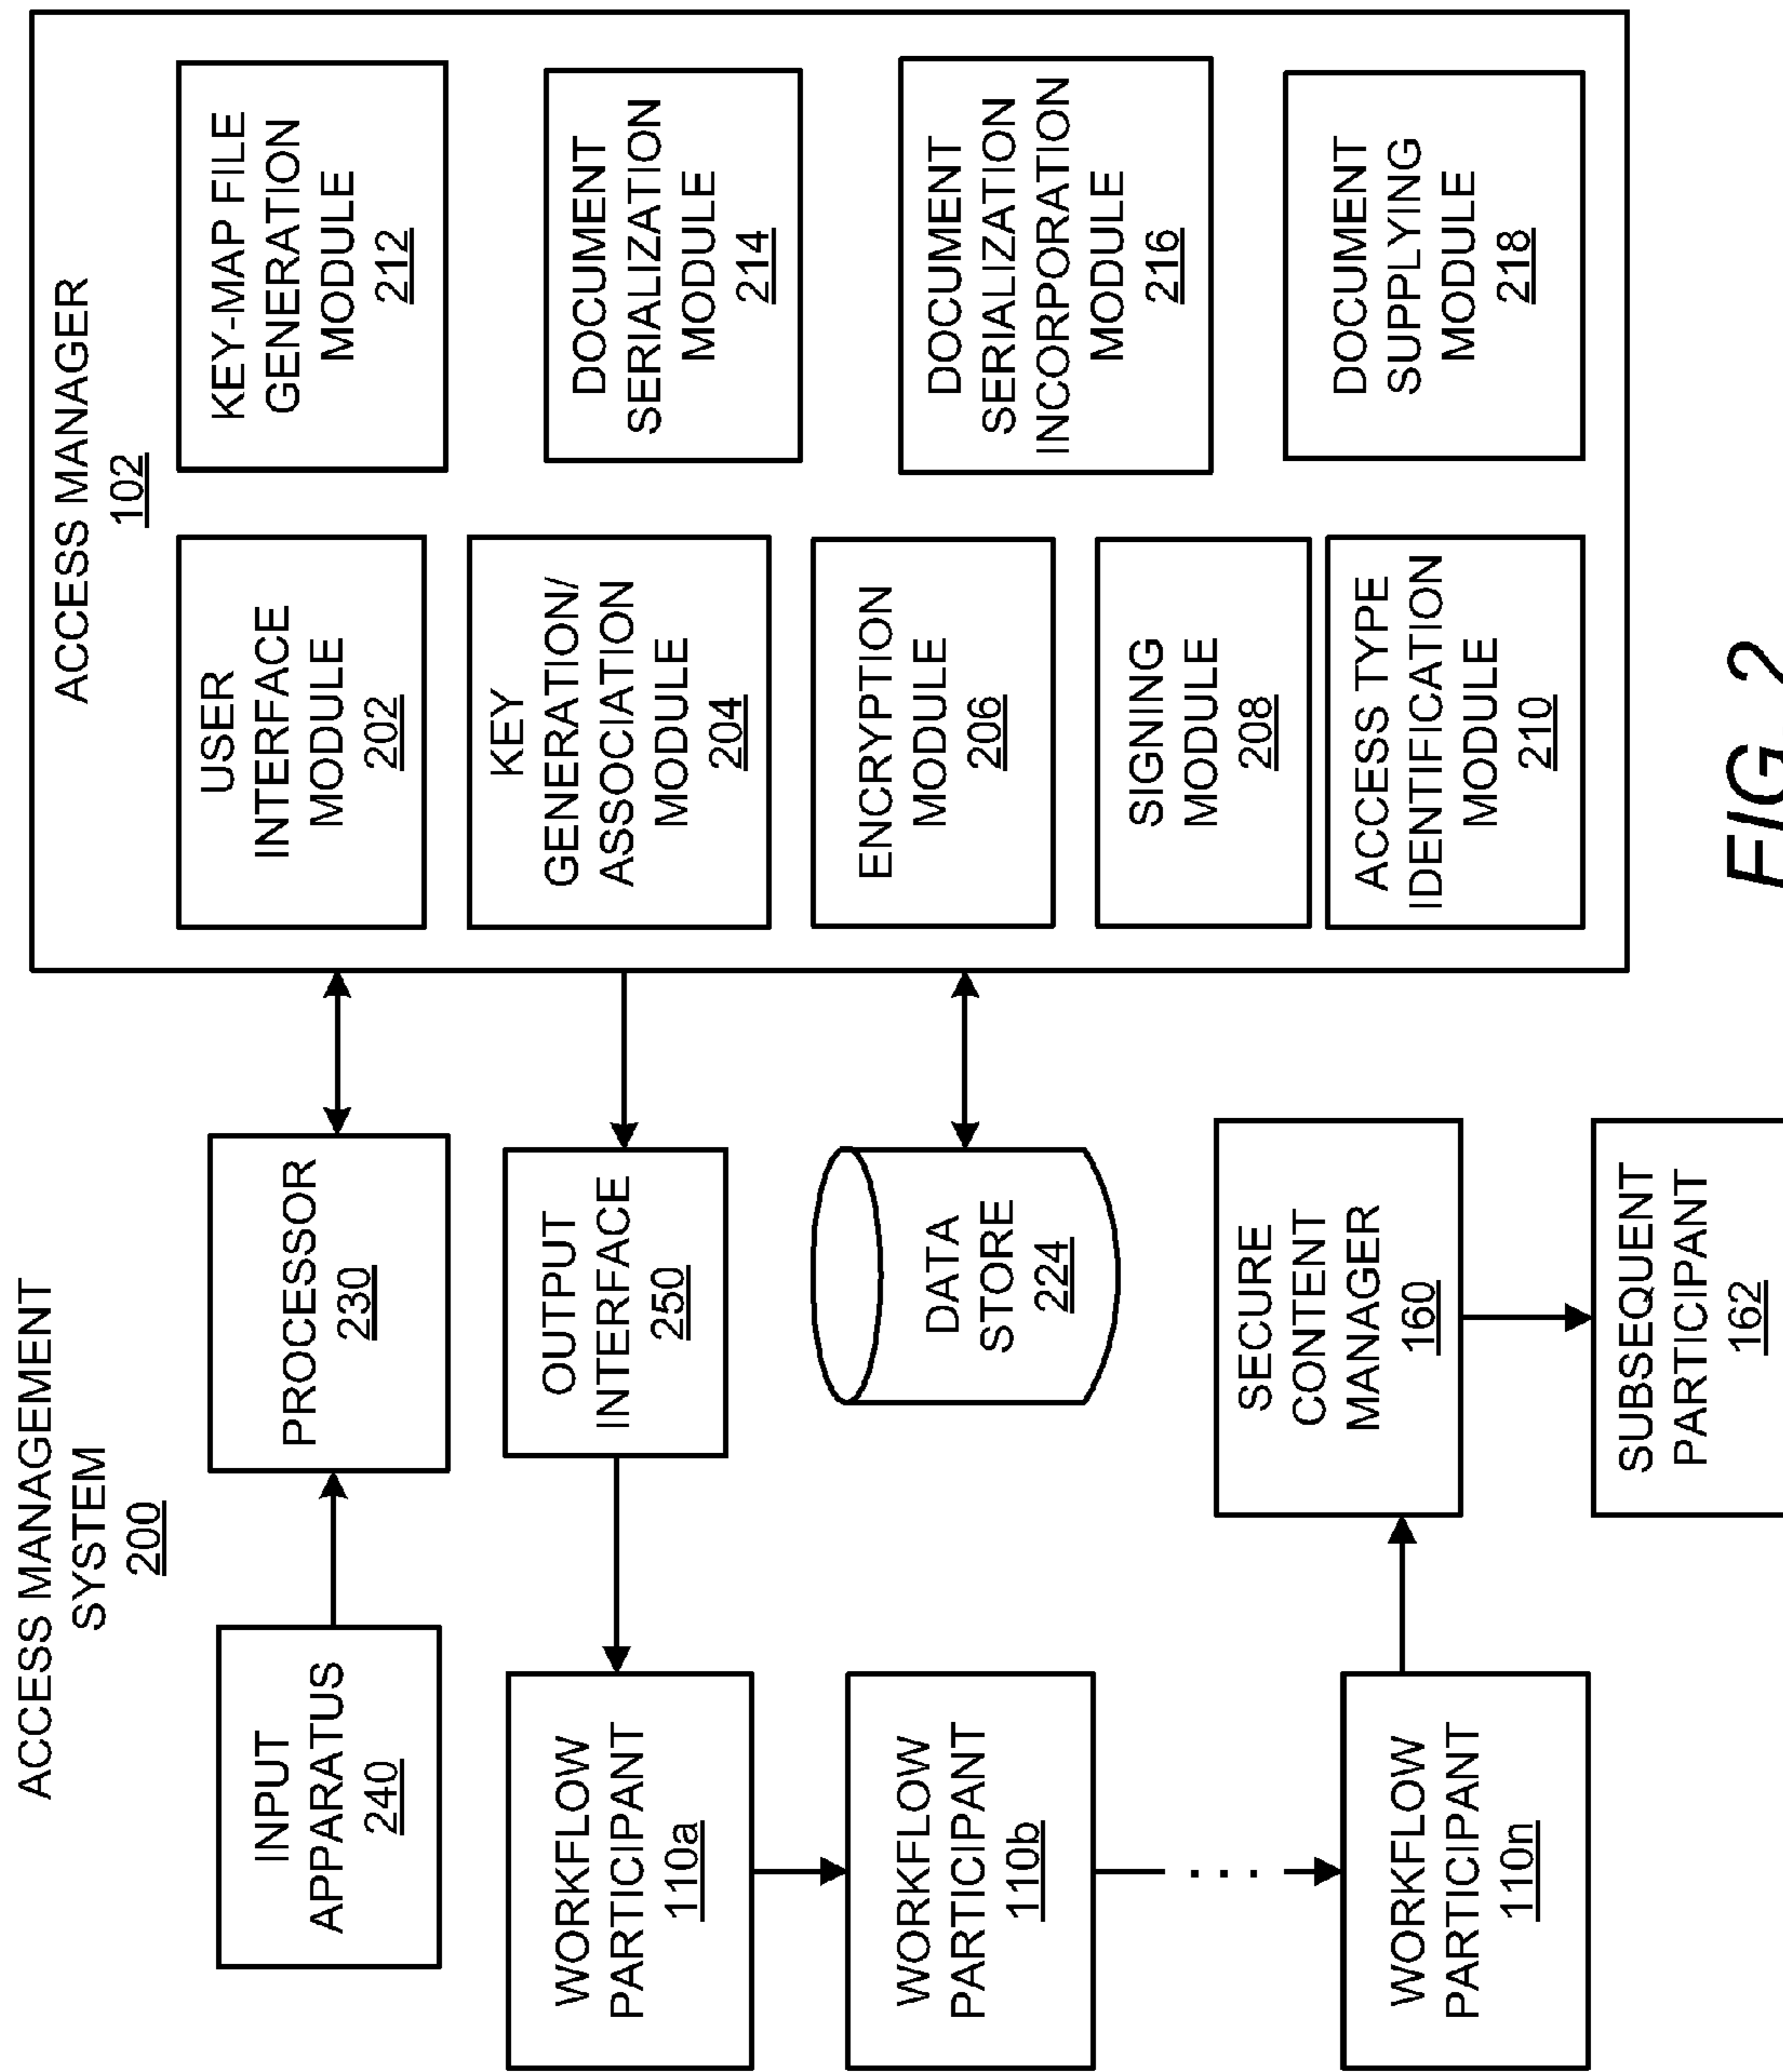 ACCESS MANAGEMENT
SYSTEM
200
INPUT
APPARATUS
240
PROCESSOR
230
WORKFLOW
PARTICIPANT
110a
OUTPUT
INTERFACE
250
WORKFLOW
PARTICIPANT
110b
DATA
STORE
224
. . .
WORKFLOW
PARTICIPANT
110n
SECURE
CONTENT
MANAGER
160
SUBSEQUENT
PARTICIPANT
162
ACCESS MANAGER
102
USER
INTERFACE
MODULE
202
KEY
GENERATION/
ASSOCIATION
MODULE
204
ENCRYPTION
MODULE
206
SIGNING
MODULE
208
ACCESS TYPE
IDENTIFICATION
MODULE
210
KEY-MAP FILE
GENERATION
MODULE
212
DOCUMENT
SERIALIZATION
MODULE
214
DOCUMENT
SERIALIZATION
INCORPORATION
MODULE
216
DOCUMENT
SUPPLYING
MODULE
218
FIG. 2